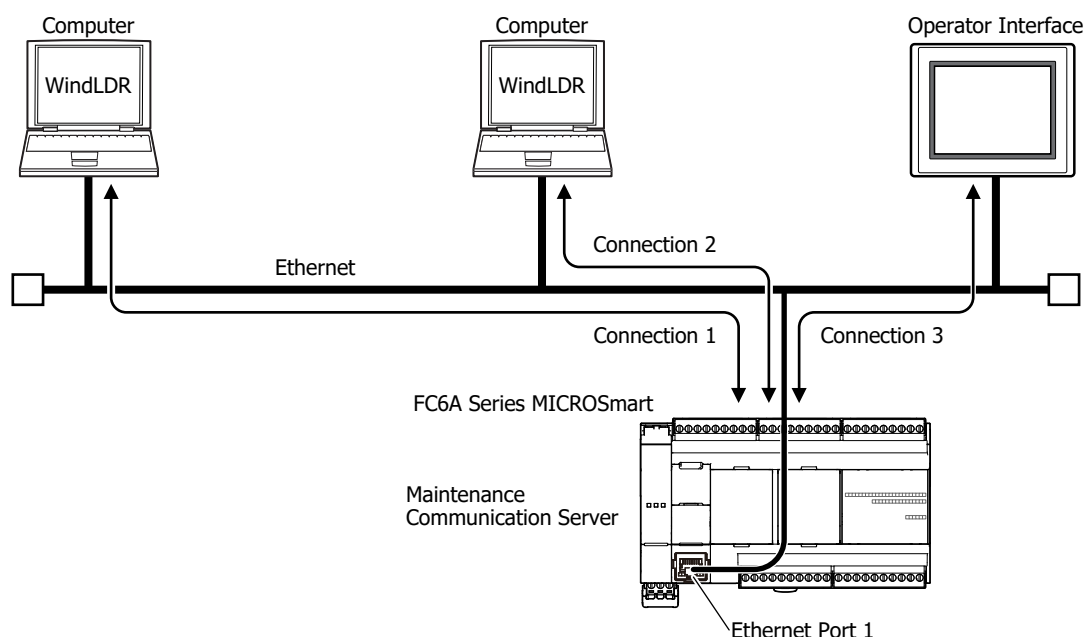 Computer
Computer
Operator Interface
WindLDR
WindLDR
Connection 2
Ethernet
Connection 1
Connection 3
FC6A Series MICROSmart
Maintenance
Communication Server
Ethernet Port 1